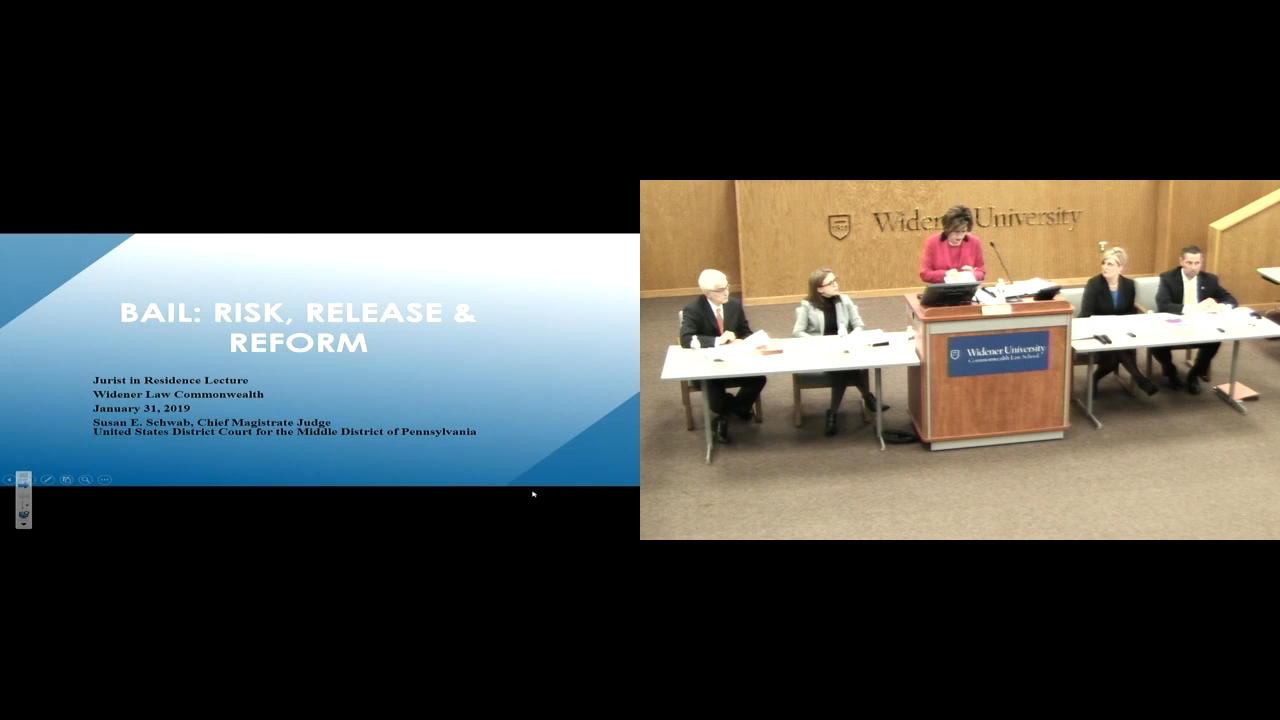 BAIL: RISK, RELEASE &
REFORM
Jurist in Residence Lecture
Widener Law Commonwealth
January 31, 2019
Susan E. Schwab, Chief Magistrate Judge
United States District Court for the Middle District of Pennsylvania
Widener University
Widener University
Commonwealth Law School